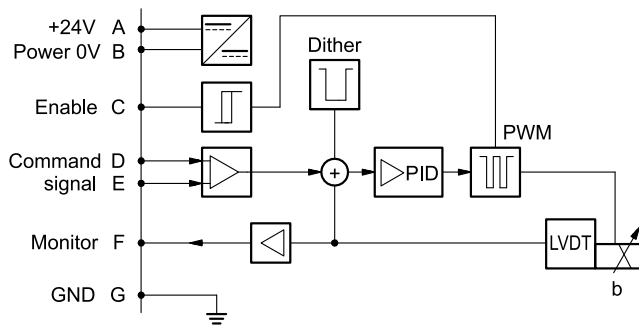 +24V A
Power 0V B
Dither
Enable C
PWM
Command D
signal E
+
PID
Monitor F
LVDT
b
GND G